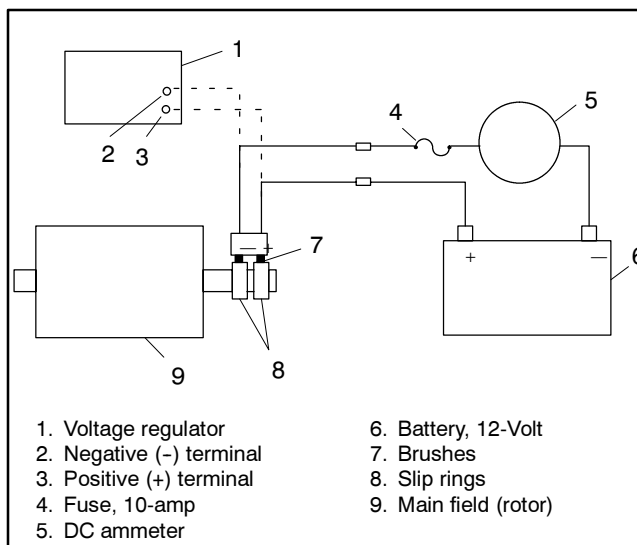 1
2
3
4
5
6
7
8
9
— +
+
—
1. Voltage regulator
2. Negative (–) terminal
3. Positive (+) terminal
4. Fuse, 10-amp
5. DC ammeter
6. Battery, 12-Volt
7. Brushes
8. Slip rings
9. Main field (rotor)